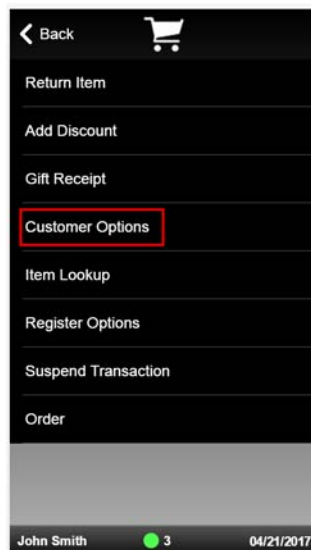 Back
Return Item
Add Discount
Gift Receipt
Customer Options
Item Lookup
Register Options
Suspend Transaction
Order
John Smith 3 04/21/2017